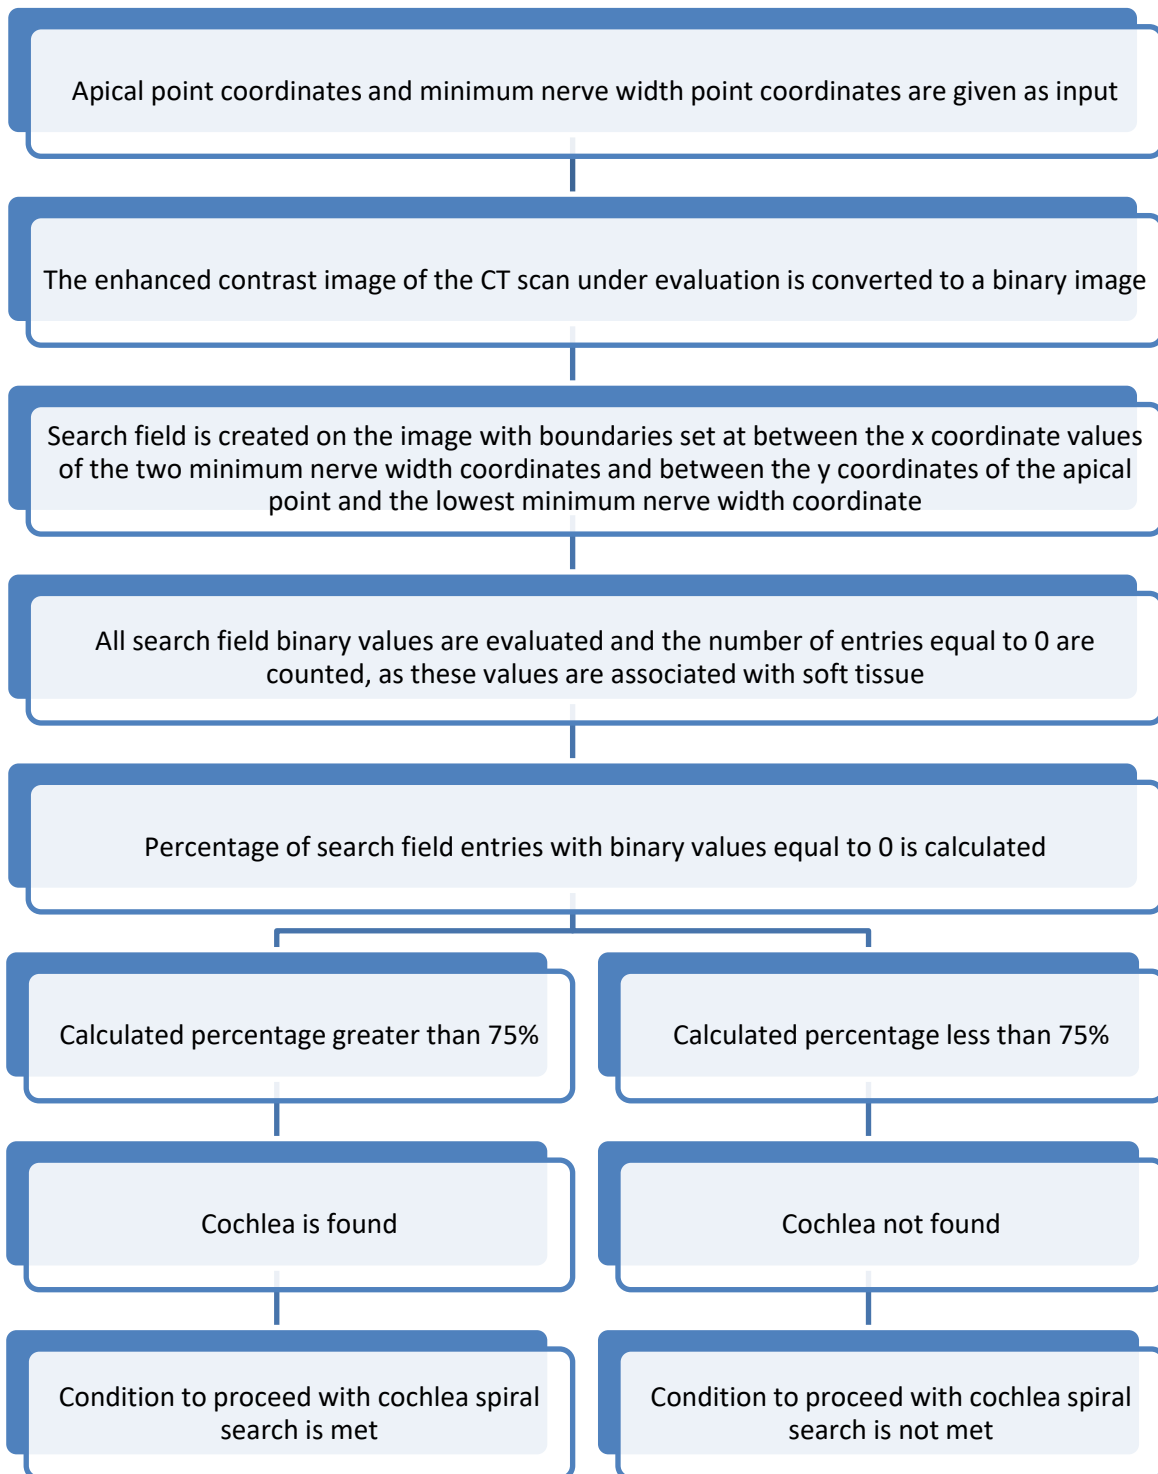 Apical point coordinates and minimum nerve width point coordinates are given as input
The enhanced contrast image of the CT scan under evaluation is converted to a binary image
Search field is created on the image with boundaries set at between the x coordinate values
of the two minimum nerve width coordinates and between the y coordinates of the apical
point and the lowest minimum nerve width coordinate
All search field binary values are evaluated and the number of entries equal to 0 are
counted, as these values are associated with soft tissue
Percentage of search field entries with binary values equal to 0 is calculated
Calculated percentage greater than 75%
Calculated percentage less than 75%
Cochlea is found
Cochlea not found
Condition to proceed with cochlea spiral
search is met
Condition to proceed with cochlea spiral
search is not met